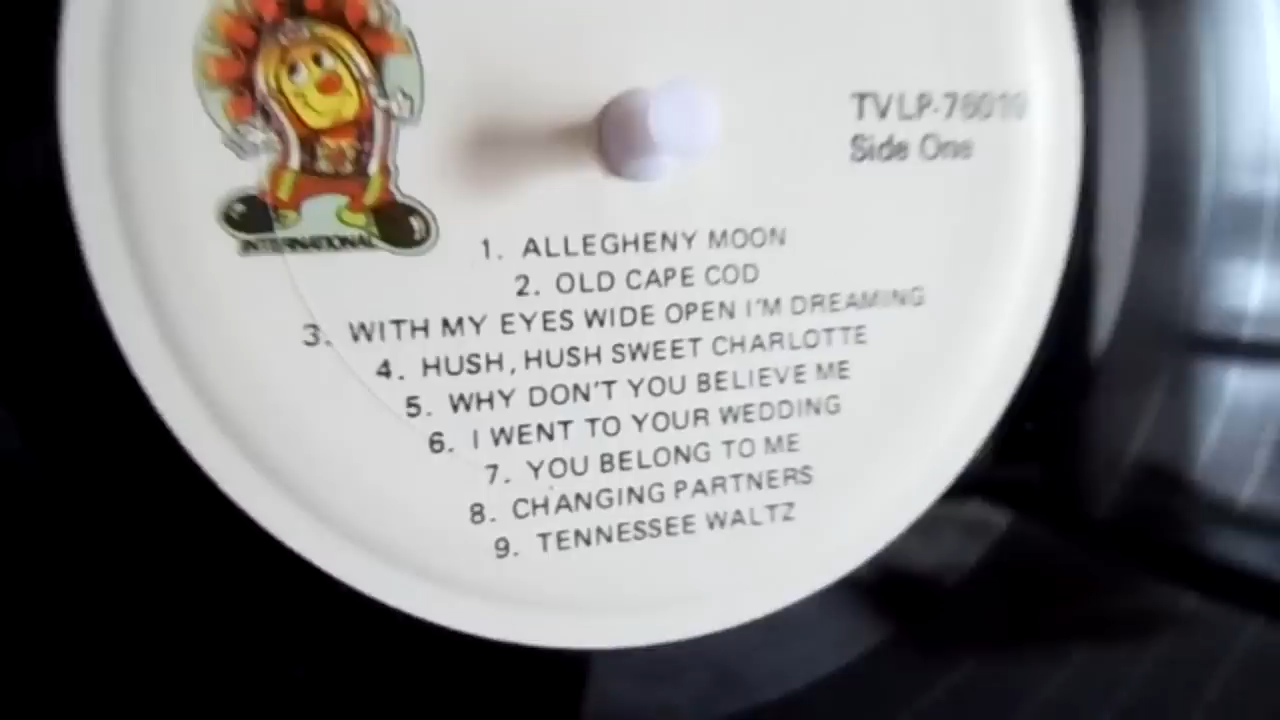 TVLP-76010
Side One
INTERNATIONAL
1. ALLEGHENY MOON
2. OLD CAPE COD
3. WITH MY EYES WIDE OPEN I'M DREAMING
4. HUSH, HUSH SWEET CHARLOTTE
5. WHY DON'T YOU BELIEVE ME
6. I WENT TO YOUR WEDDING
7. YOU BELONG TO ME
8. CHANGING PARTNERS
9. TENNESSEE WALTZ